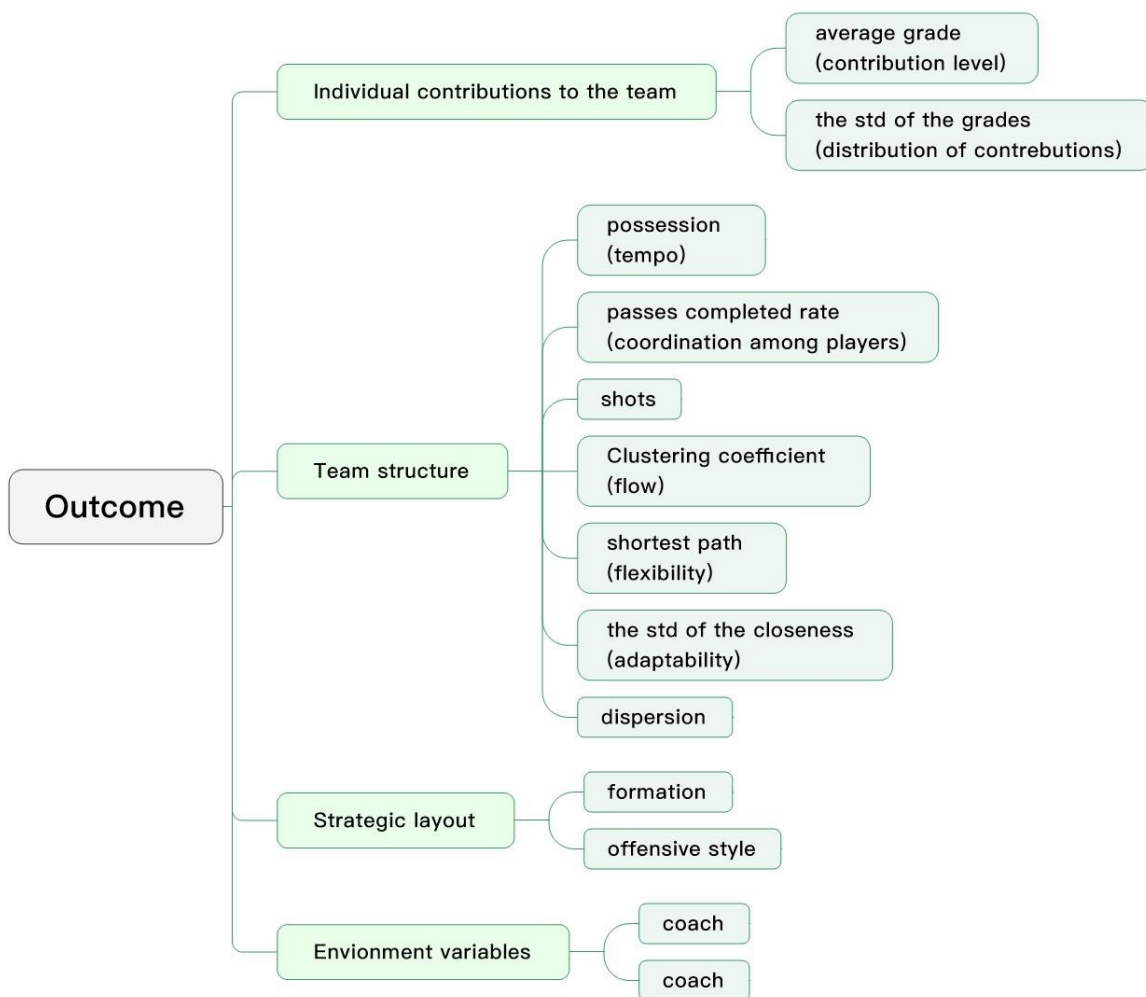 Outcome
Individual contributions to the team
average grade
(contribution level)
the std of the grades
(distribution of contrebutions)
Team structure
possession
(tempo)
passes completed rate
(coordination among players)
shots
Clustering coefficient
(flow)
shortest path
(flexibility)
the std of the closeness
(adaptability)
dispersion
Strategic layout
formation
offensive style
Envionment variables
coach
coach